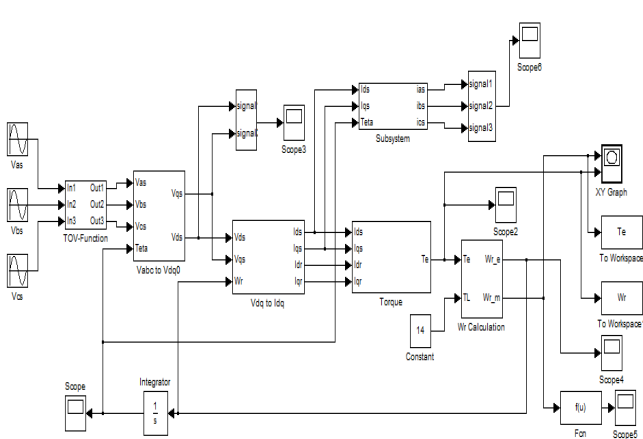 Scope6
Ids
Iqs
Teta
ias
ibs
ics
Subsystem
signal1
signal2
signal3
signal1
signal2
Scope3
Vas
Vbs
Vcs
In1
In2
In3
Out1
Out2
Out3
TOV-Function
Vas
Vbs
Vcs
Teta
Vqs
Vds
Vabc to Vdq0
Vds
Vqs
Wr
Ids
Iqs
Idr
Iqr
Vdq to Idq
Ids
Iqs
Idr
Iqr
Te
Torque
Scope2
XY Graph
Te
TL
Wr_e
Wr_m
Wr Calculation
14
Constant
Te
To Workspace
Wr
To Workspace1
Scope4
f(u)
Fcn
Scope5
Scope
Integrator
1
s